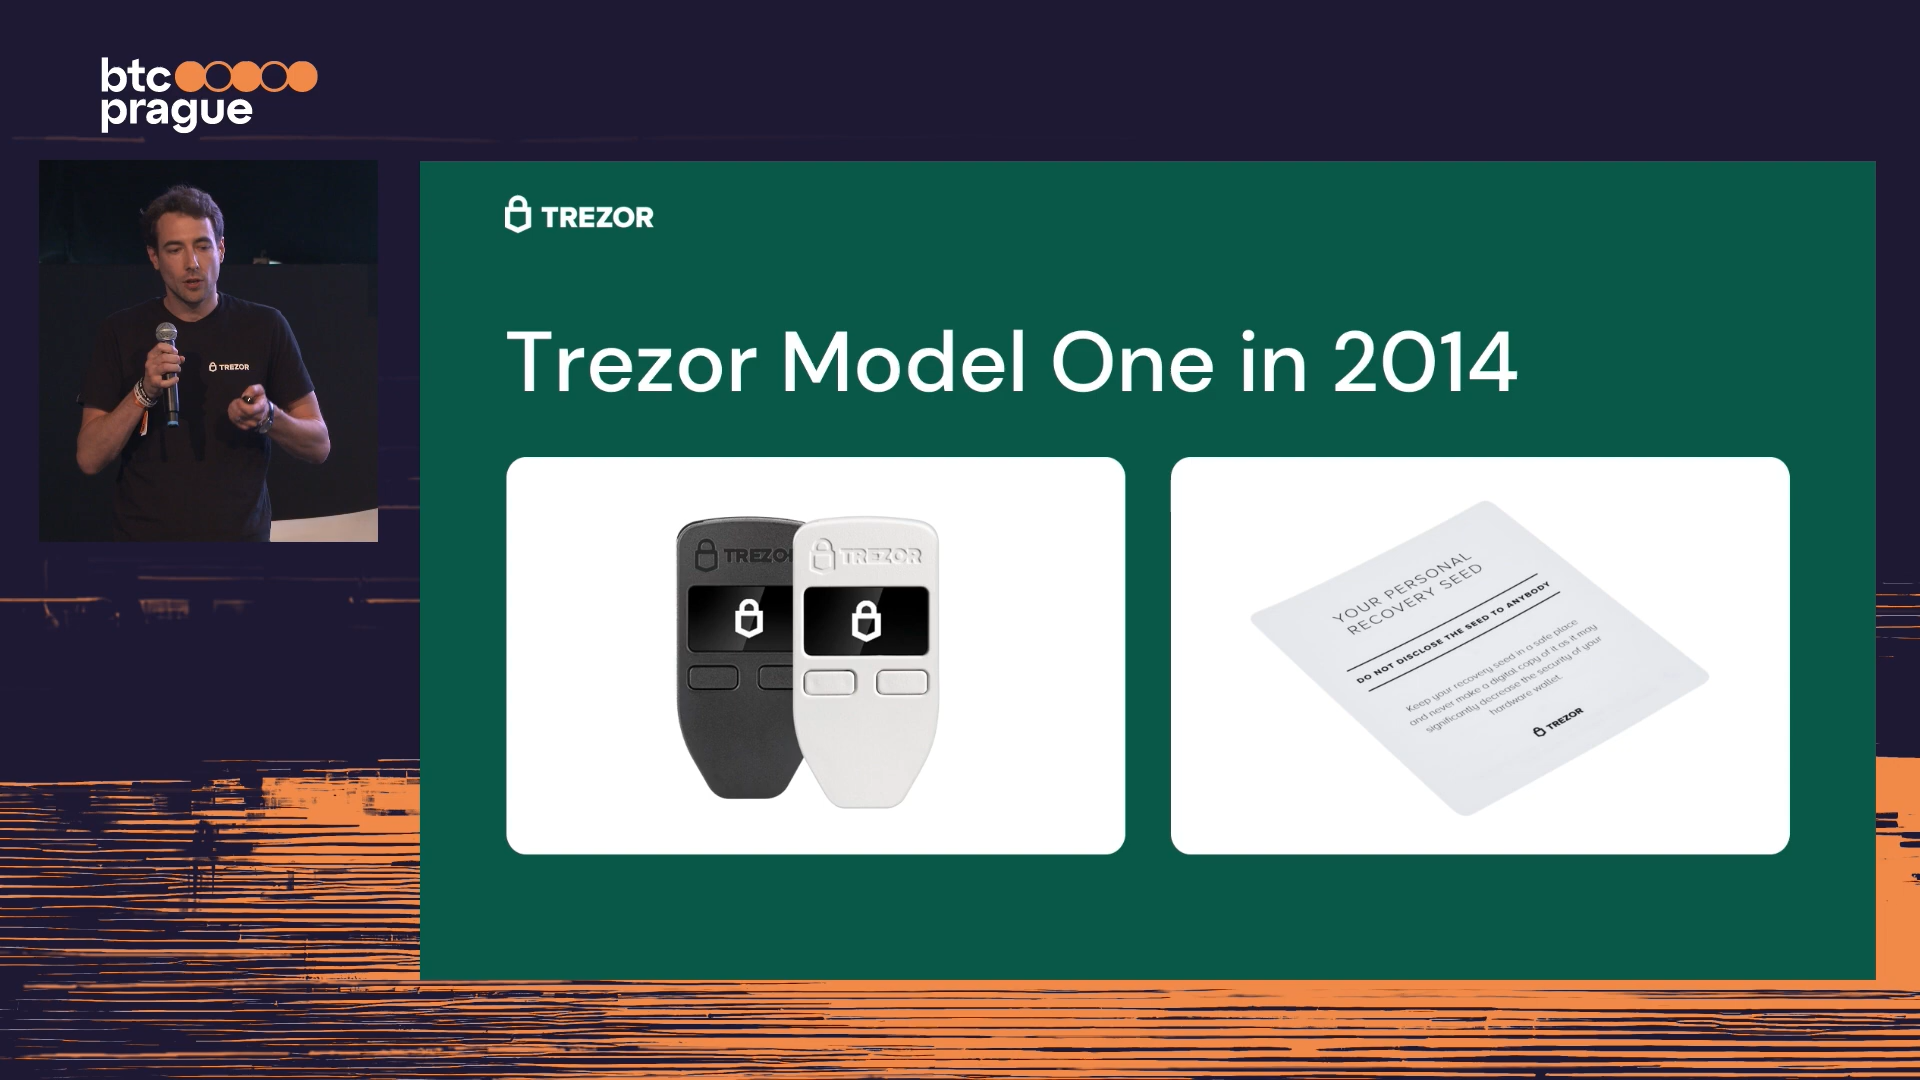 btc
prague
TREZOR
TREZOR
Trezor Model One in 2014
TREZOR
TREZOR
YOUR PERSONAL
RECOVERY SEED
DO NOT DISCLOSE THE SEED TO ANYBODY
Keep your recovery seed in a safe place
and never make a digital copy of it as it may
significantly decrease the security of your
hardware wallet.
TREZOR